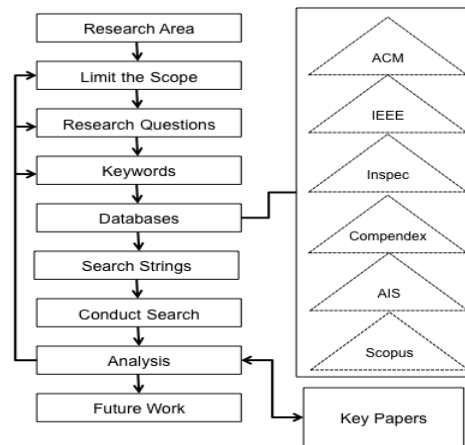 Research Area
Limit the Scope
Research Questions
Keywords
Databases
Search Strings
Conduct Search
Analysis
Future Work
ACM
IEEE
Inspec
Compendex
AIS
Scopus
Key Papers